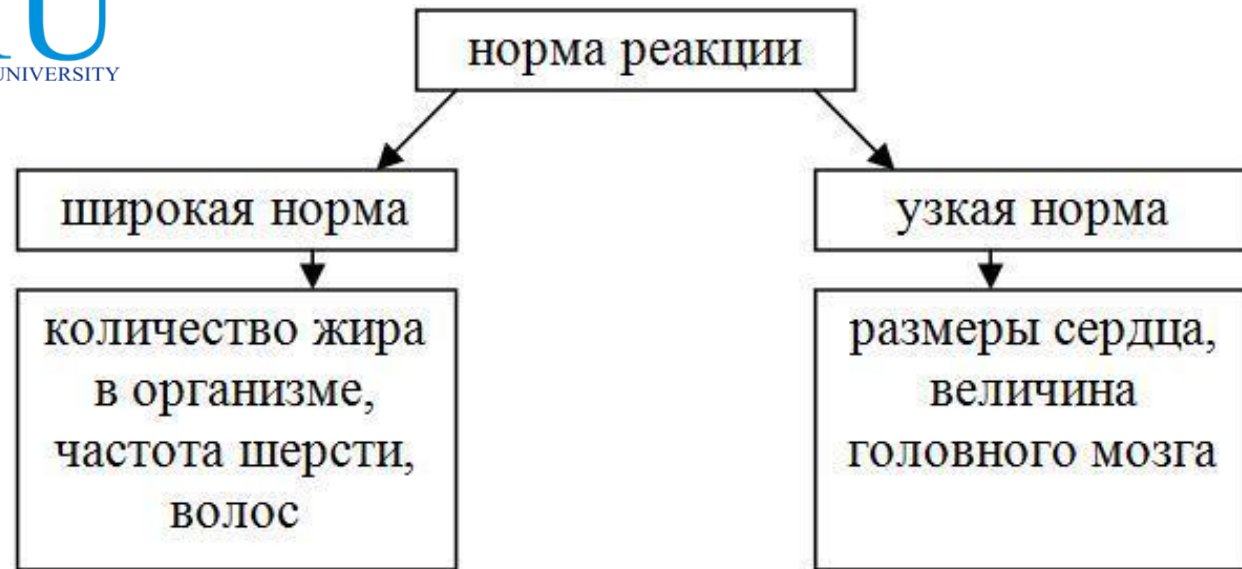 UNIVERSITY
норма реакции
широкая норма
узкая норма
количество жира
в организме,
частота шерсти,
волос
размеры сердца,
величина
головного мозга